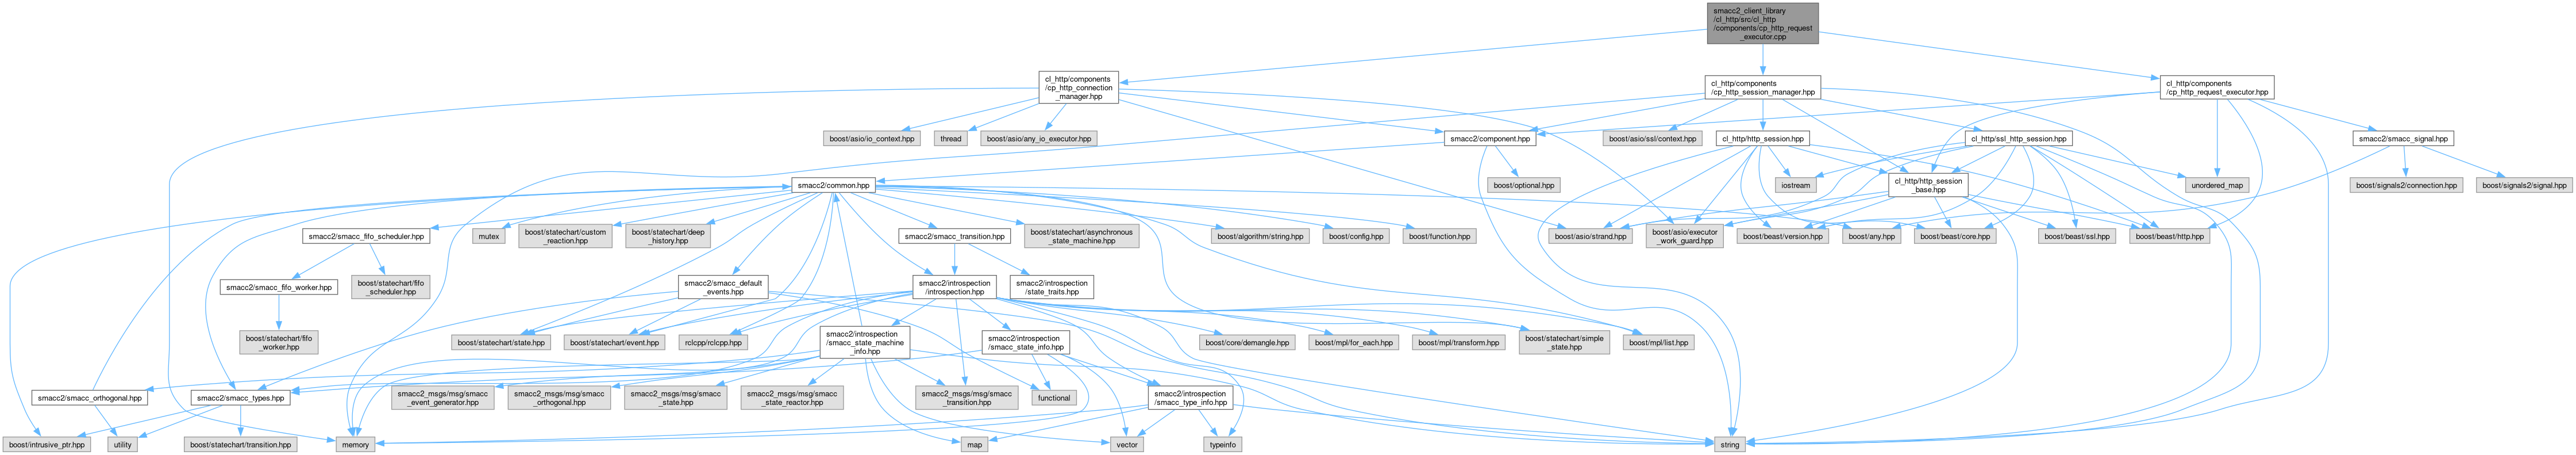 smacc2_client_library
/cl_http/src/cl_http
/components/cp_http_request
_executor.cpp
cl_http/components
/cp_http_connection
_manager.hpp
cl_http/components
/cp_http_session_manager.hpp
cl_http/components
/cp_http_request_executor.hpp
boost/asio/io_context.hpp
thread
boost/asio/any_io_executor.hpp
smacc2/component.hpp
boost/asio/ssl/context.hpp
cl_http/http_session.hpp
cl_http/ssl_http_session.hpp
smacc2/smacc_signal.hpp
smacc2/common.hpp
boost/optional.hpp
iostream
cl_http/http_session
_base.hpp
unordered_map
boost/signals2/connection.hpp
boost/signals2/signal.hpp
smacc2/smacc_fifo_scheduler.hpp
mutex
boost/statechart/custom
_reaction.hpp
boost/statechart/deep
_history.hpp
smacc2/smacc_transition.hpp
boost/statechart/asynchronous
_state_machine.hpp
boost/algorithm/string.hpp
boost/config.hpp
boost/function.hpp
boost/asio/strand.hpp
boost/asio/executor
_work_guard.hpp
boost/beast/version.hpp
boost/any.hpp
boost/beast/core.hpp
boost/beast/ssl.hpp
boost/beast/http.hpp
smacc2/smacc_fifo_worker.hpp
boost/statechart/fifo
_scheduler.hpp
smacc2/smacc_default
_events.hpp
smacc2/introspection
/introspection.hpp
smacc2/introspection
/state_traits.hpp
boost/statechart/fifo
_worker.hpp
boost/statechart/state.hpp
boost/statechart/event.hpp
rclcpp/rclcpp.hpp
smacc2/introspection
/smacc_state_machine
_info.hpp
smacc2/introspection
/smacc_state_info.hpp
boost/core/demangle.hpp
boost/mpl/for_each.hpp
boost/mpl/transform.hpp
boost/statechart/simple
_state.hpp
boost/mpl/list.hpp
smacc2/smacc_orthogonal.hpp
smacc2/smacc_types.hpp
smacc2_msgs/msg/smacc
_event_generator.hpp
smacc2_msgs/msg/smacc
_orthogonal.hpp
smacc2_msgs/msg/smacc
_state.hpp
smacc2_msgs/msg/smacc
_state_reactor.hpp
smacc2_msgs/msg/smacc
_transition.hpp
functional
smacc2/introspection
/smacc_type_info.hpp
boost/intrusive_ptr.hpp
utility
boost/statechart/transition.hpp
memory
map
vector
typeinfo
string